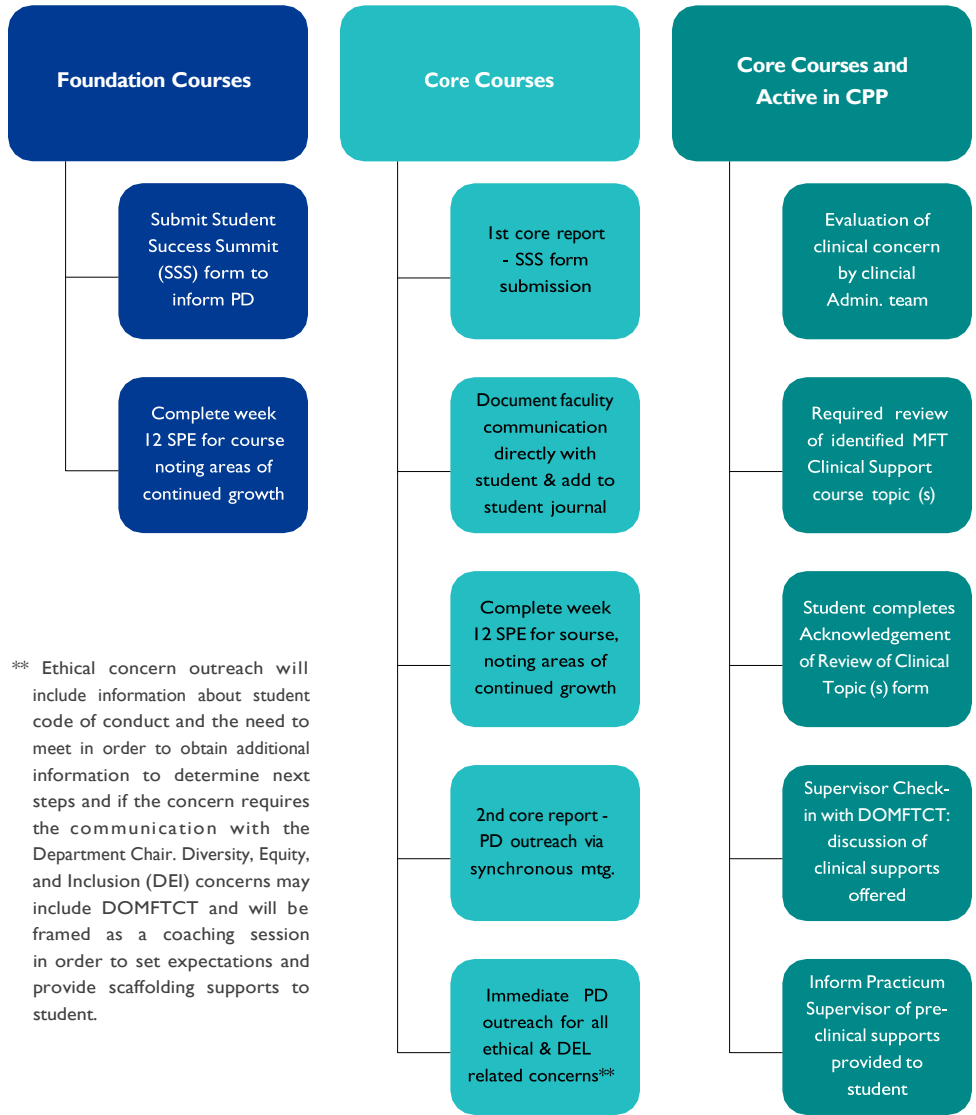 Foundation Courses
Submit Student
Success Summit
(SSS) form to
inform PD
Complete week
12 SPE for course
noting areas of
continued growth
** Ethical concern outreach will
include information about student
code of conduct and the need to
meet in order to obtain additional
information to determine next
steps and if the concern requires
the communication with the
Department Chair. Diversity, Equity,
and Inclusion (DEI) concerns may
include DOMFTCT and will be
framed as a coaching session
in order to set expectations and
provide scaffolding supports to
student.
Core Courses
1st core report
- SSS form
submission
Document faculty
communication
directly with
student & add to
student journal
Complete week
12 SPE for sourse,
noting areas of
continued growth
2nd core report -
PD outreach via
synchronous mtg.
Immediate PD
outreach for all
ethical & DEL
related concerns**
Core Courses and
Active in CPP
Evaluation of
clinical concern
by clincial
Admin. team
Required review
of identified MFT
Clinical Support
course topic (s)
Student completes
Acknowledgement
of Review of Clinical
Topic (s) form
Supervisor Check-
in with DOMFTCT:
discussion of
clinical supports
offered
Inform Practicum
Supervisor of pre-
clinical supports
provided to
student